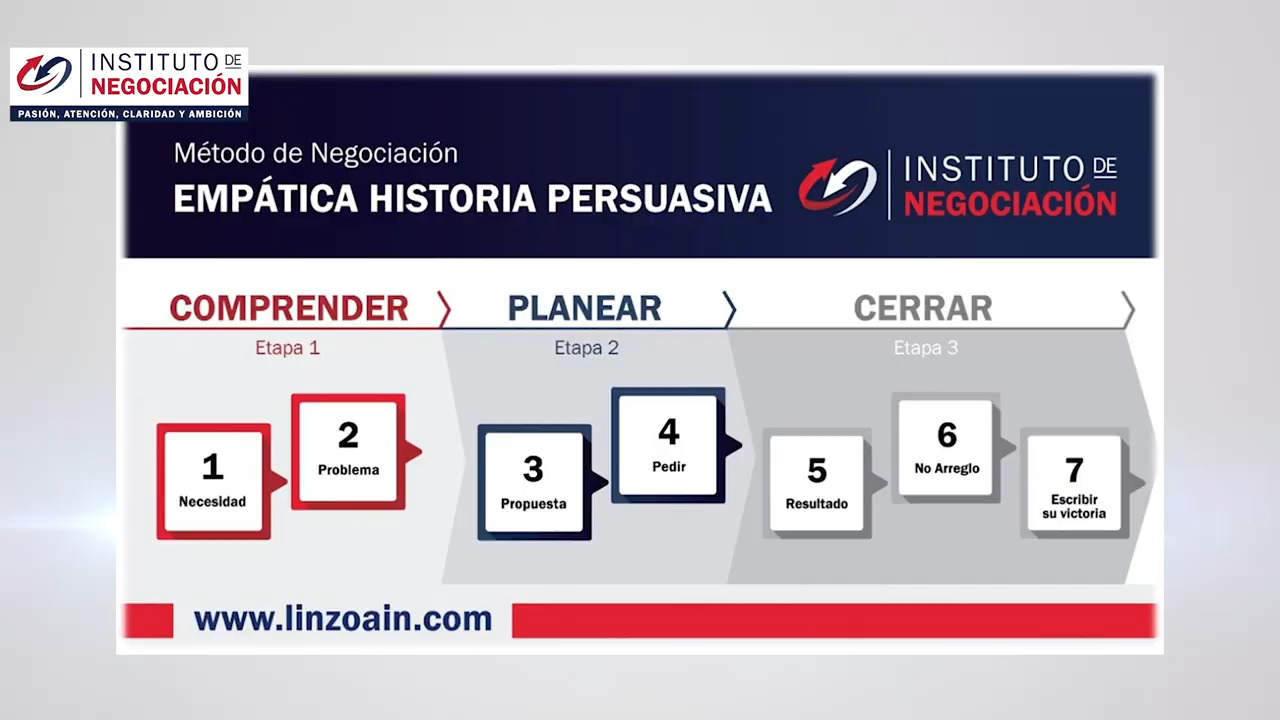 INSTITUTO DE
NEGOCIACIÓN
PASIÓN, ATENCIÓN, CLARIDAD Y AMBICIÓN
Método de Negociación
EMPÁTICA HISTORIA PERSUASIVA
INSTITUTO DE
NEGOCIACIÓN
COMPRENDER
Etapa 1
PLANEAR
Etapa 2
CERRAR
Etapa 3
1
Necesidad
2
Problema
3
Propuesta
4
Pedir
5
Resultado
6
No Arreglo
7
Escribir
su victoria
www.linzoain.com